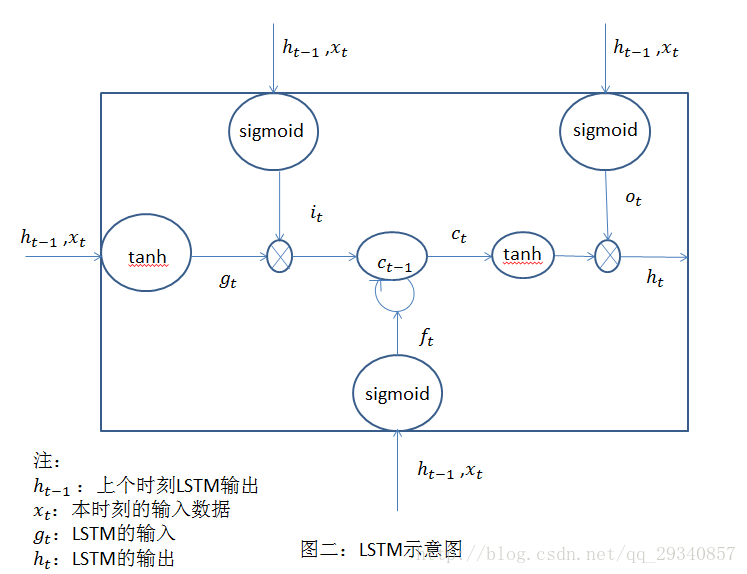 h_{t-1} ,x_t
h_{t-1} ,x_t
sigmoid
sigmoid
i_t
o_t
h_{t-1} ,x_t
tanh
g_t
c_{t-1}
c_t
tanh
h_t
f_t
sigmoid
h_{t-1} ,x_t
注：
h_{t-1} ：上个时刻LSTM输出
x_t：本时刻的输入数据
g_t：LSTM的输入
h_t：LSTM的输出
图二：LSTM示意图
http://blog.csdn.net/qq_29340857